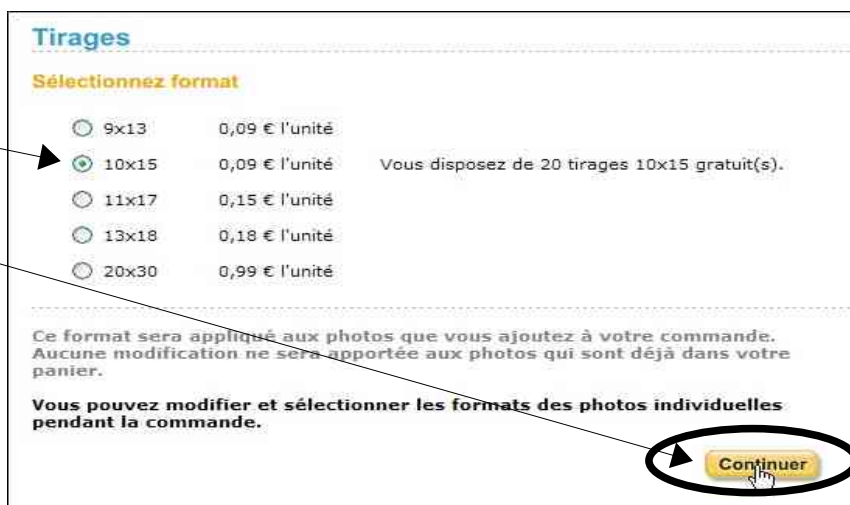 Tirages
Sélectionnez format
9x13 0,09 € l'unité
10x15 0,09 € l'unité Vous disposez de 20 tirages 10x15 gratuit(s).
11x17 0,15 € l'unité
13x18 0,18 € l'unité
20x30 0,99 € l'unité
Ce format sera appliqué aux photos que vous ajoutez à votre commande.
Aucune modification ne sera apportée aux photos qui sont déjà dans votre
panier.
Vous pouvez modifier et sélectionner les formats des photos individuelles
pendant la commande.
Continuer